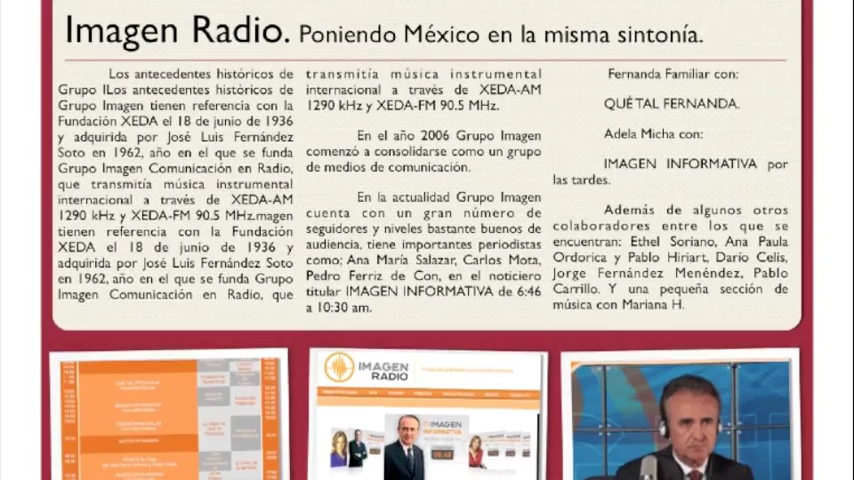 Imagen Radio. Poniendo México en la misma sintonía.
Los antecedentes históricos de
Grupo ILos antecedentes históricos de
Grupo Imagen tienen referencia con la
Fundación XEDA el 18 de junio de 1936
y adquirida por José Luis Fernández
Soto en 1962, año en el que se funda
Grupo Imagen Comunicación en Radio,
que transmitía música instrumental
internacional a través de XEDA-AM
1290 kHz y XEDA-FM 90.5 MHz.magen
tienen referencia con la Fundación
XEDA el 18 de junio de 1936 y
adquirida por José Luis Fernández Soto
en 1962, año en el que se funda Grupo
Imagen Comunicación en Radio, que
transmitía música instrumental
internacional a través de XEDA-AM
1290 kHz y XEDA-FM 90.5 MHz.
En el año 2006 Grupo Imagen
comenzó a consolidarse como un grupo
de medios de comunicación.
En la actualidad Grupo Imagen
cuenta con un gran número de
seguidores y niveles bastante buenos de
audiencia, tiene importantes periodistas
como; Ana María Salazar, Carlos Mota,
Pedro Ferriz de Con, en el noticiero
titular IMAGEN INFORMATIVA de 6:46
a 10:30 am.
Fernanda Familiar con:
QUÉ TAL FERNANDA.
Adela Micha con:
IMAGEN INFORMATIVA por
las tardes.
Además de algunos otros
colaboradores entre los que se
encuentran: Ethel Soriano, Ana Paula
Ordorica y Pablo Hiriart, Darío Celis,
Jorge Fernández Menéndez, Pablo
Carrillo. Y una pequeña sección de
música con Mariana H.
IMAGEN
RADIO
IMAGEN
INFORMATIVA